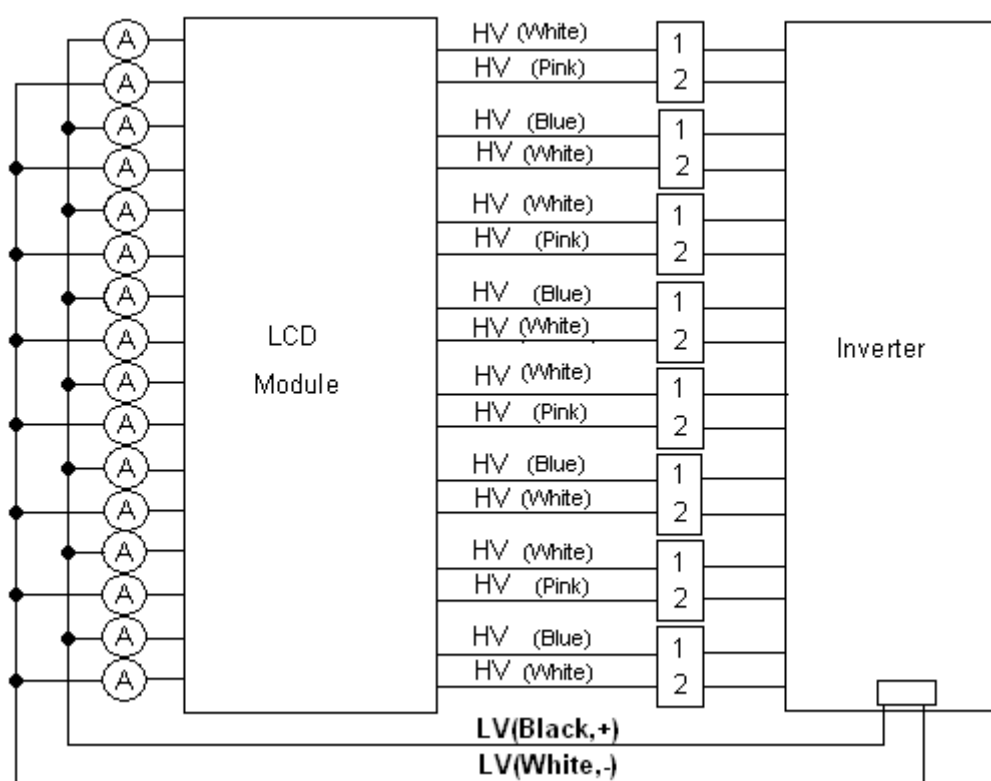 A HV (White) 1
A HV (Pink) 2
A HV (Blue) 1
A HV (White) 2
A HV (White) 1
A HV (Pink) 2
A HV (Blue) 1
A HV (White) 2
LCD
Module
Inverter
A HV (White) 1
A HV (Pink) 2
A HV (Blue) 1
A HV (White) 2
A HV (White) 1
A HV (Pink) 2
A HV (Blue) 1
A HV (White) 2
LV(Black,+)
LV(White,-)